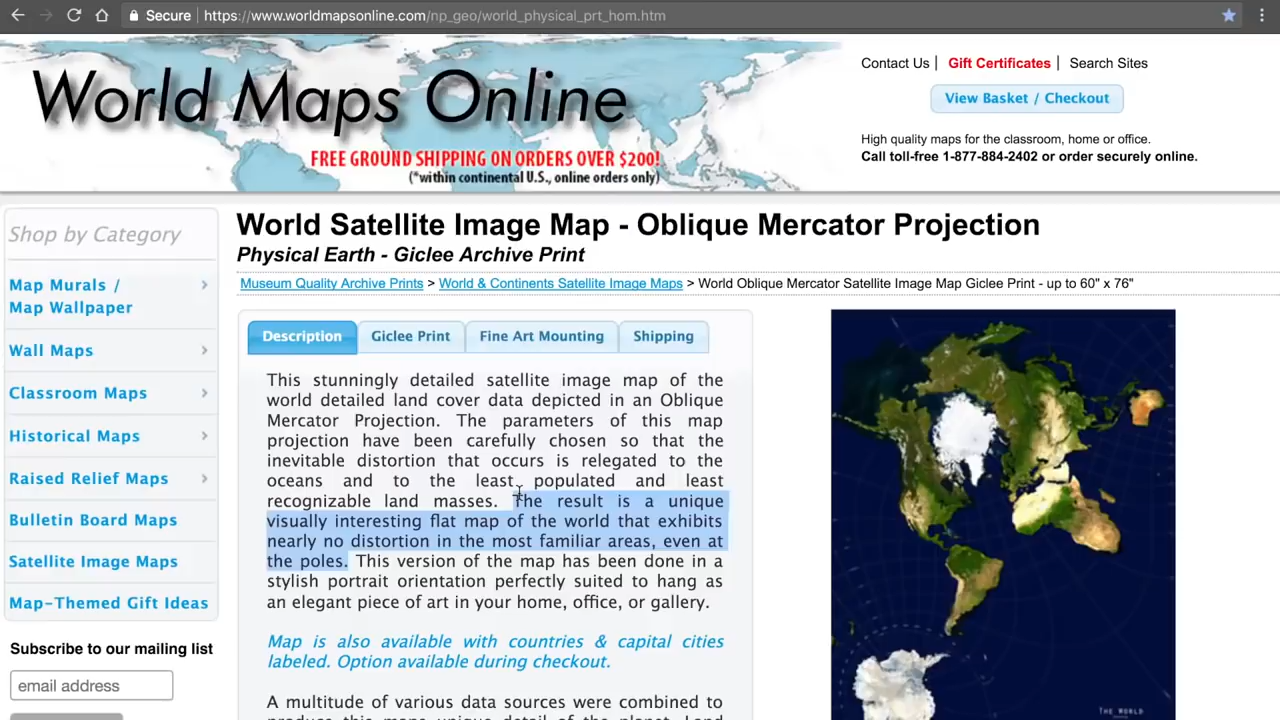 Secure https://www.worldmapsonline.com/np_geo/world_physical_prt_hom.htm
World Maps Online
FREE GROUND SHIPPING ON ORDERS OVER $200!
(*within continental U.S., online orders only)
Contact Us | Gift Certificates | Search Sites
View Basket / Checkout
High quality maps for the classroom, home or office.
Call toll-free 1-877-884-2402 or order securely online.
Shop by Category
Map Murals /
Map Wallpaper
Wall Maps
Classroom Maps
Historical Maps
Raised Relief Maps
Bulletin Board Maps
Satellite Image Maps
Map-Themed Gift Ideas
Subscribe to our mailing list
email address
World Satellite Image Map - Oblique Mercator Projection
Physical Earth - Giclee Archive Print
Museum Quality Archive Prints > World & Continents Satellite Image Maps > World Oblique Mercator Satellite Image Map Giclee Print - up to 60" x 76"
Description Giclee Print Fine Art Mounting Shipping
This stunningly detailed satellite image map of the
world detailed land cover data depicted in an Oblique
Mercator Projection. The parameters of this map
projection have been carefully chosen so that the
inevitable distortion that occurs is relegated to the
oceans and to the least populated and least
recognizable land masses. The result is a unique
visually interesting flat map of the world that exhibits
nearly no distortion in the most familiar areas, even at
the poles. This version of the map has been done in a
stylish portrait orientation perfectly suited to hang as
an elegant piece of art in your home, office, or gallery.
Map is also available with countries & capital cities
labeled. Option available during checkout.
A multitude of various data sources were combined to
produce this maps unique detail of the planet. Land
THE WORLD